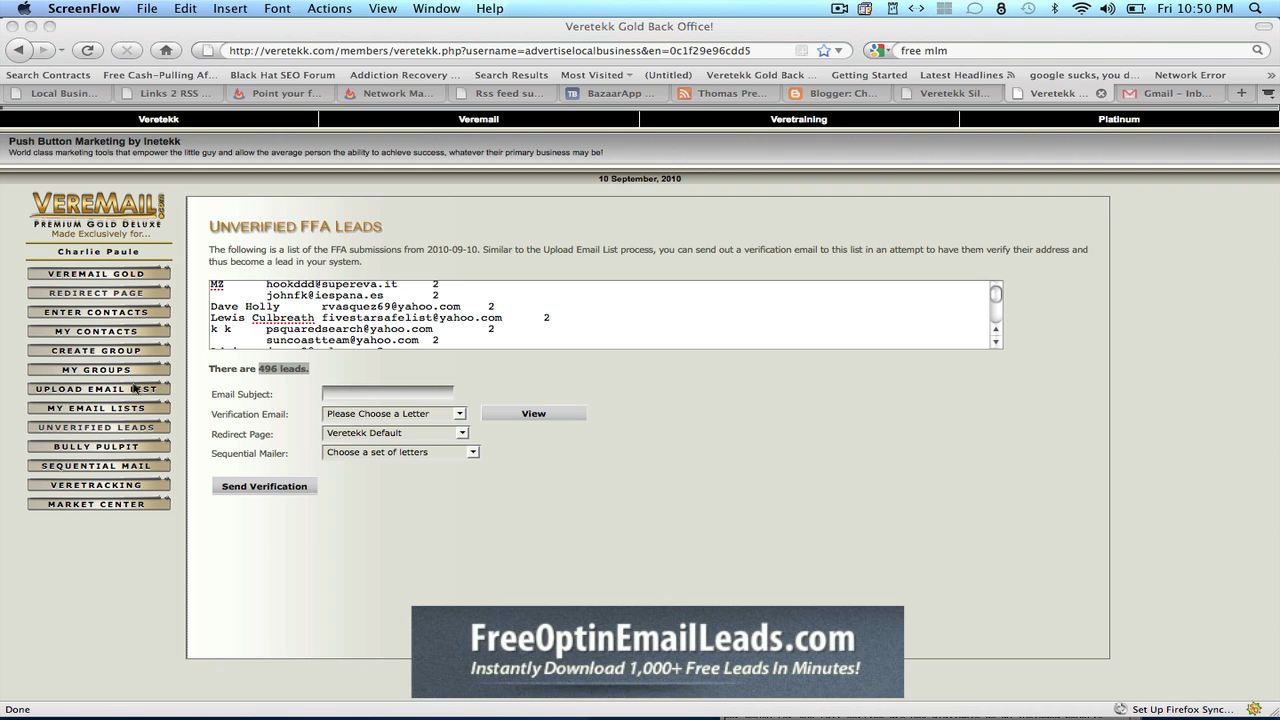 ScreenFlow File Edit Insert Font Actions View Window Help Fri 10:50 PM
Veretekk Gold Back Office!
http://veretekk.com/members/veretekk.php?username=advertiselocalbusiness&en=0c1f29e96cdd5 free mlm
Search Contracts Free Cash-Pulling Af... Black Hat SEO Forum Addiction Recovery ... Search Results Most Visited (Untitled) Veretekk Gold Back ... Getting Started Latest Headlines google sucks, you d... Network Error
Local Busin... Links 2 RSS ... Point your f... Network Ma... Rss feed su... TB BazaarApp ... Thomas Pre... Blogger: Ch... Veretekk Sil... Veretekk ... Gmail - Inb...
Veretekk Veremail Veretraining Platinum
Push Button Marketing by Inetekk
World class marketing tools that empower the little guy and allow the average person the ability to achieve success, whatever their primary business may be!
10 September, 2010
VEREMAIL.COM
PREMIUM GOLD DELUXE
Made Exclusively for...
Charlie Paule
VEREMAIL GOLD
REDIRECT PAGE
ENTER CONTACTS
MY CONTACTS
CREATE GROUP
MY GROUPS
UPLOAD EMAIL LIST
MY EMAIL LISTS
UNVERIFIED LEADS
BULLY PULPIT
SEQUENTIAL MAIL
VERETRACKING
MARKET CENTER
UNVERIFIED FFA LEADS
The following is a list of the FFA submissions from 2010-09-10. Similar to the Upload Email List process, you can send out a verification email to this list in an attempt to have them verify their address and
thus become a lead in your system.
MZ hookddd@supereva.it 2
johnfk@iespana.es 2
Dave Holly rvasquez69@yahoo.com 2
Lewis Culbreath fivestarsafelist@yahoo.com 2
k k psquaredsearch@yahoo.com 2
suncoastteam@yahoo.com 2
There are 496 leads.
Email Subject:
Verification Email: Please Choose a Letter View
Redirect Page: Veretekk Default
Sequential Mailer: Choose a set of letters
Send Verification
FreeOptinEmailLeads.com
Instantly Download 1,000+ Free Leads In Minutes!
Done Set Up Firefox Sync...